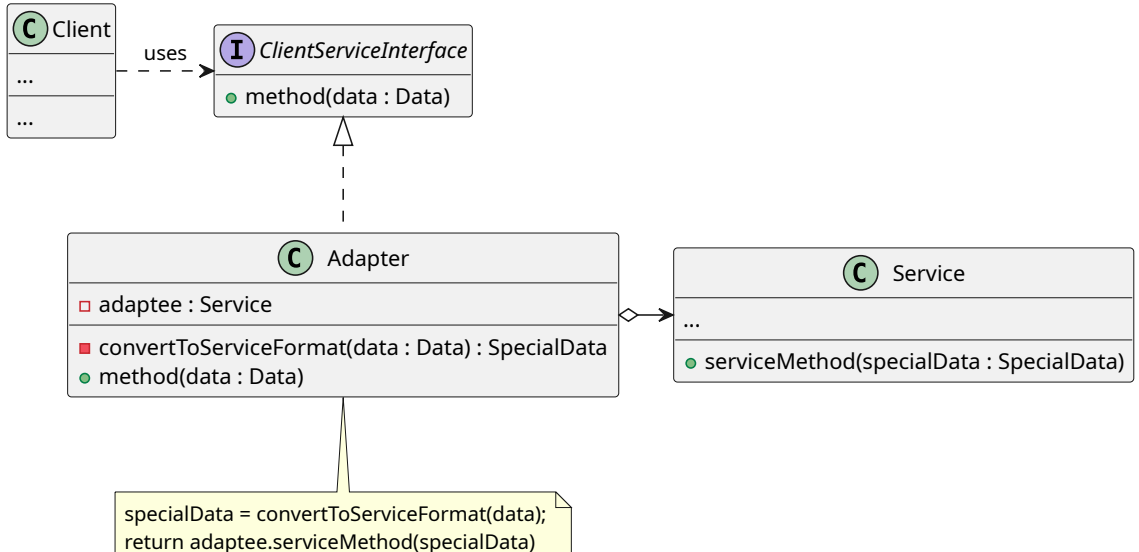 C Client
...
...
uses
I ClientServiceInterface
method(data : Data)
C Adapter
adaptee : Service
convertToServiceFormat(data : Data) : SpecialData
method(data : Data)
C Service
...
serviceMethod(specialData : SpecialData)
specialData = convertToServiceFormat(data);
return adaptee.serviceMethod(specialData)